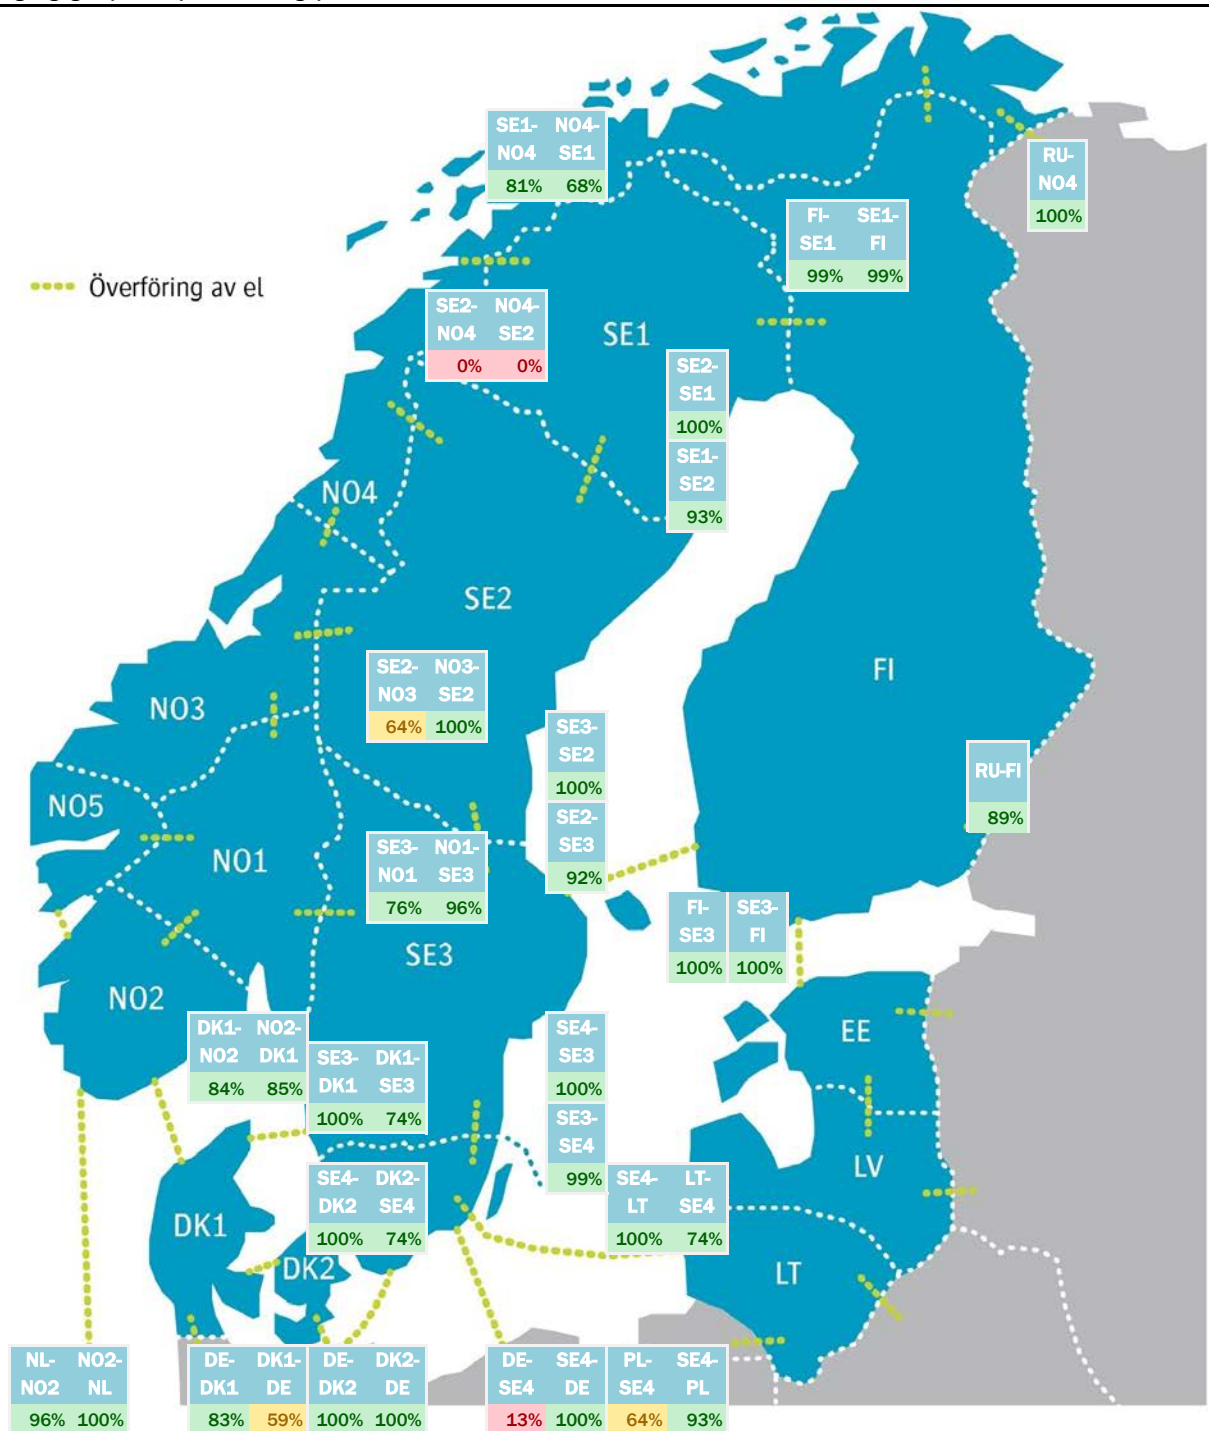 SE1- NO4-
NO4 SE1
81% 68%
RU-
NO4
100%
FI- SE1-
SE1 FI
99% 99%
Överföring av el
SE2- NO4-
NO4 SE2
0% 0%
SE1
SE2-
SE1
100%
SE1-
SE2
93%
NO4
SE2
SE2- NO3-
NO3 SE2
64% 100%
FI
NO3
SE3-
SE2
100%
RU-FI
89%
NO5
SE2-
SE3
92%
NO1
SE3- NO1-
NO1 SE3
76% 96%
FI- SE3-
SE3 FI
100% 100%
SE3
NO2
DK1- NO2-
NO2 DK1
84% 85%
SE3- DK1-
DK1 SE3
100% 74%
SE4-
SE3
100%
EE
SE3-
SE4
99%
LV
SE4- DK2-
DK2 SE4
100% 74%
SE4- LT-
LT SE4
100% 74%
DK1
DK2
LT
NL- NO2-
NO2 NL
96% 100%
DE- DK1-
DK1 DE
83% 59%
DE- DK2-
DK2 DE
100% 100%
DE- SE4-
SE4 DE
13% 100%
PL- SE4-
SE4 PL
64% 93%